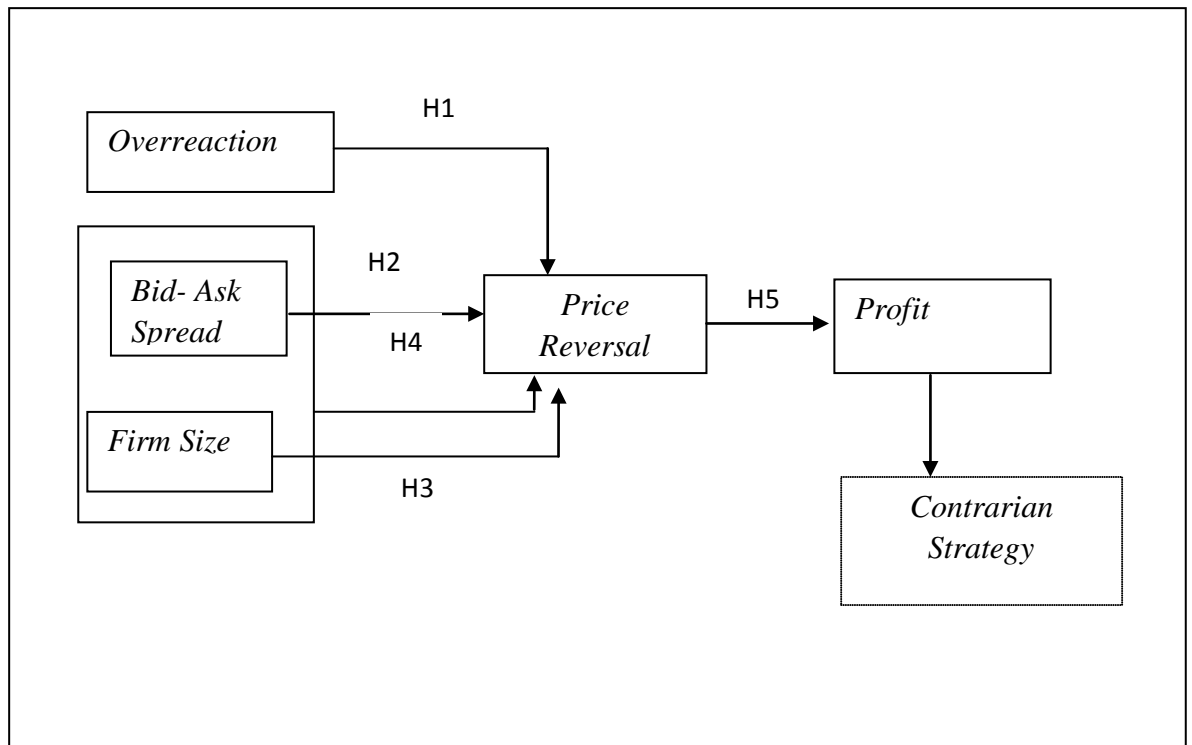 H1
Overreaction
H2
Bid- Ask
Spread
Price
Reversal
H5
Profit
H4
Firm Size
H3
Contrarian
Strategy